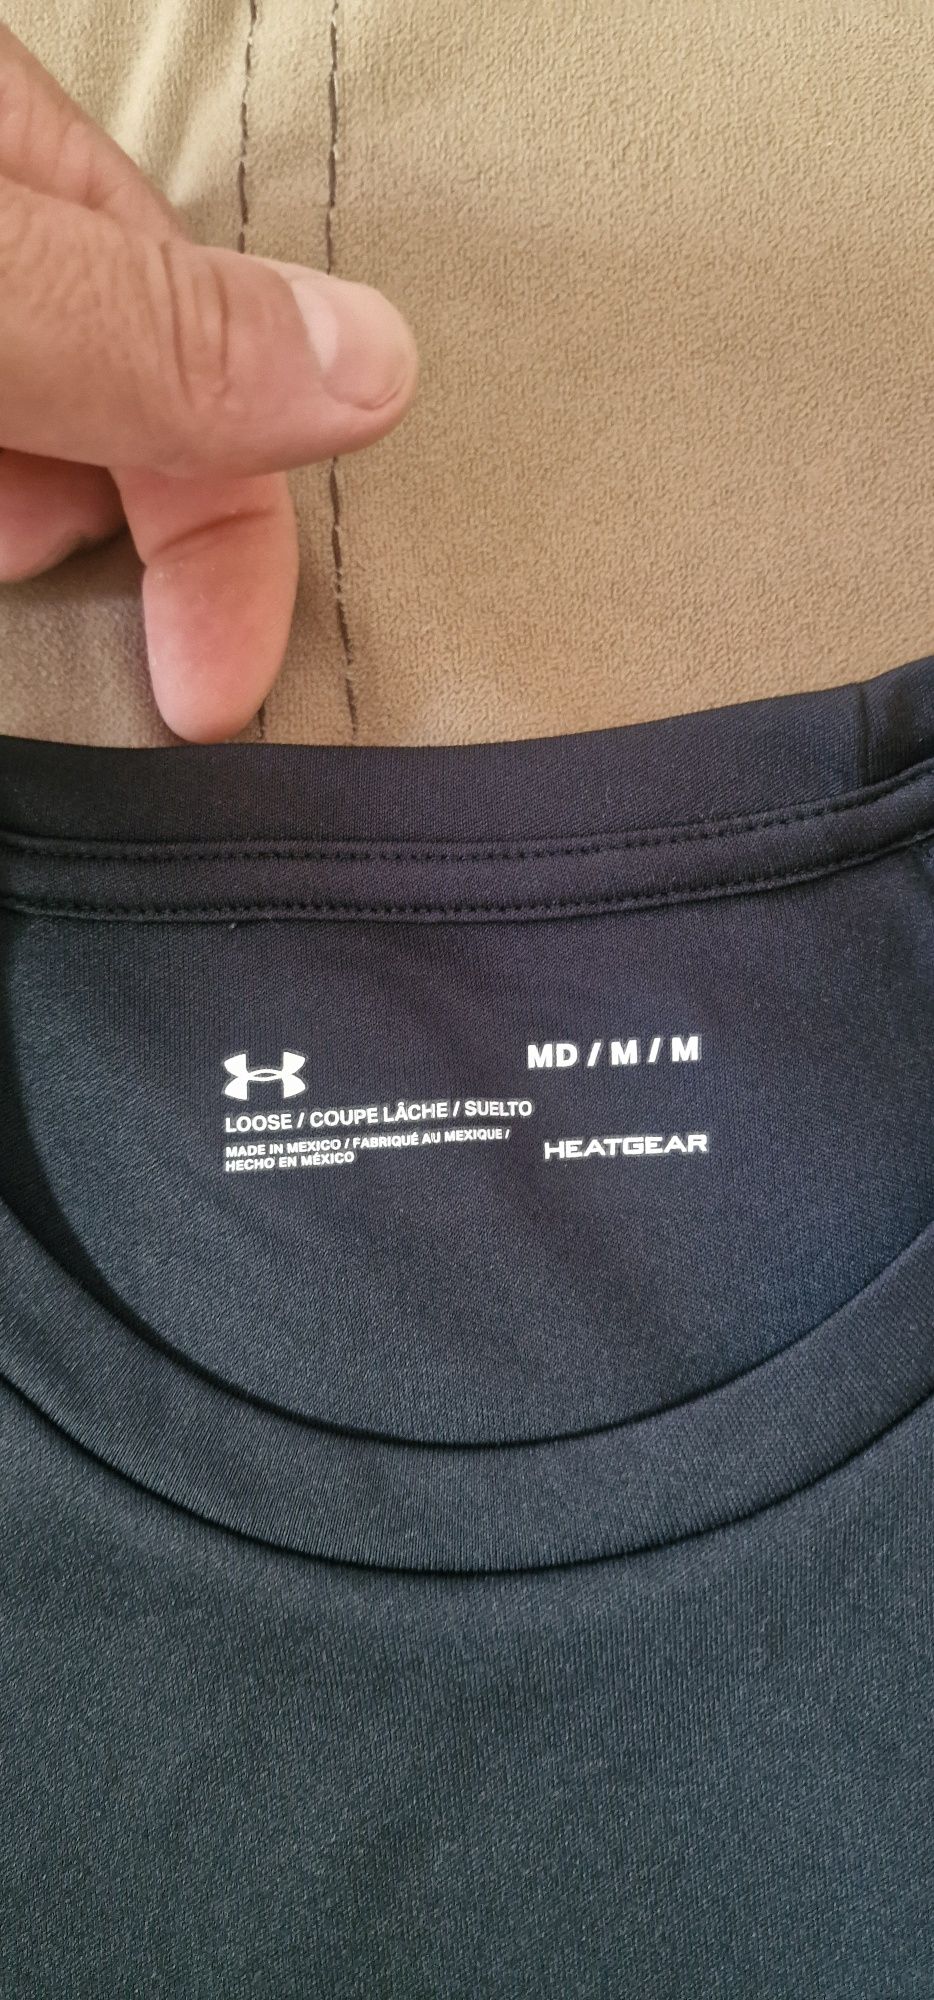 MD / M / M
LOOSE / COUPE LÂCHE / SUELTO
MADE IN MEXICO / FABRIQUÉ AU MEXIQUE /
HECHO EN MÉXICO
HEATGEAR